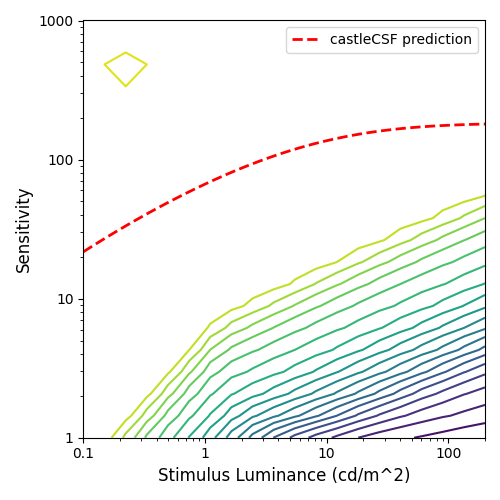 1000
castleCSF prediction
100
Sensitivity
10
1
0.1 1 10 100
Stimulus Luminance (cd/m^2)